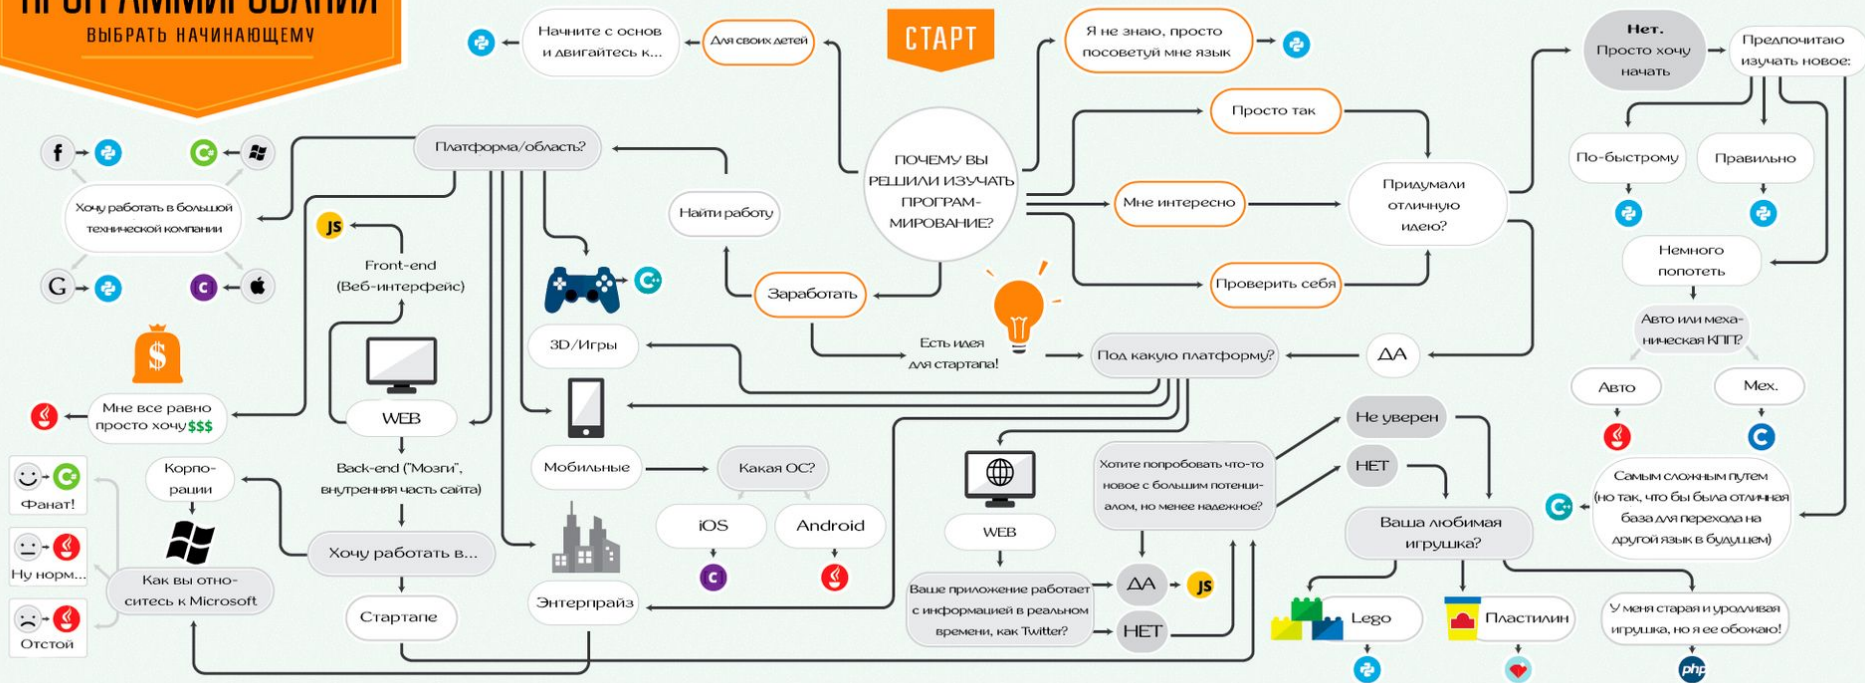 ПРОГРАММИРОВАНИЯ
ВЫБРАТЬ НАЧИНАЮЩЕМУ
СТАРТ
ПОЧЕМУ ВЫ
РЕШИЛИ ИЗУЧАТЬ
ПРОГРАМ-
МИРОВАНИЕ?
Для своих детей
Начните с основ
и двигайтесь к...
Я не знаю, просто
посоветуй мне язык
Просто так
Мне интересно
Проверить себя
Придумали
отличную
идею?
Нет.
Просто хочу
начать
Предпочитаю
изучать новое:
По-быстрому
Правильно
Немного
попотеть
Авто или меха-
ническая КПП?
Авто
Мех.
C
Самым сложным путем
(но так, что бы была отличная
база для перехода на
другой язык в будущем)
C++
ДА
Заработать
Найти работу
Есть идея
для стартапа!
Под какую платформу?
Платформа/область?
Хочу работать в большой
технической компании
f
C#
G
C
Мне все равно
просто хочу $$$
$
JS
Front-end
(Веб-интерфейс)
WEB
Back-end ("Мозги",
внутренняя часть сайта)
Хочу работать в...
Стартапе
Корпо-
рации
Как вы отно-
ситесь к Microsoft
C#
Фанат!
Ну норм...
Отстой
C++
3D/Игры
Мобильные
Какая ОС?
iOS
Android
C
Энтерпрайз
WEB
Ваше приложение работает
с информацией в реальном
времени, как Twitter?
ДА
JS
НЕТ
Хотите попробовать что-то
новое с большим потенци-
алом, но менее надежное?
Не уверен
НЕТ
Ваша любимая
игрушка?
Lego
Пластилин
У меня старая и уродливая
игрушка, но я ее обожаю!
php